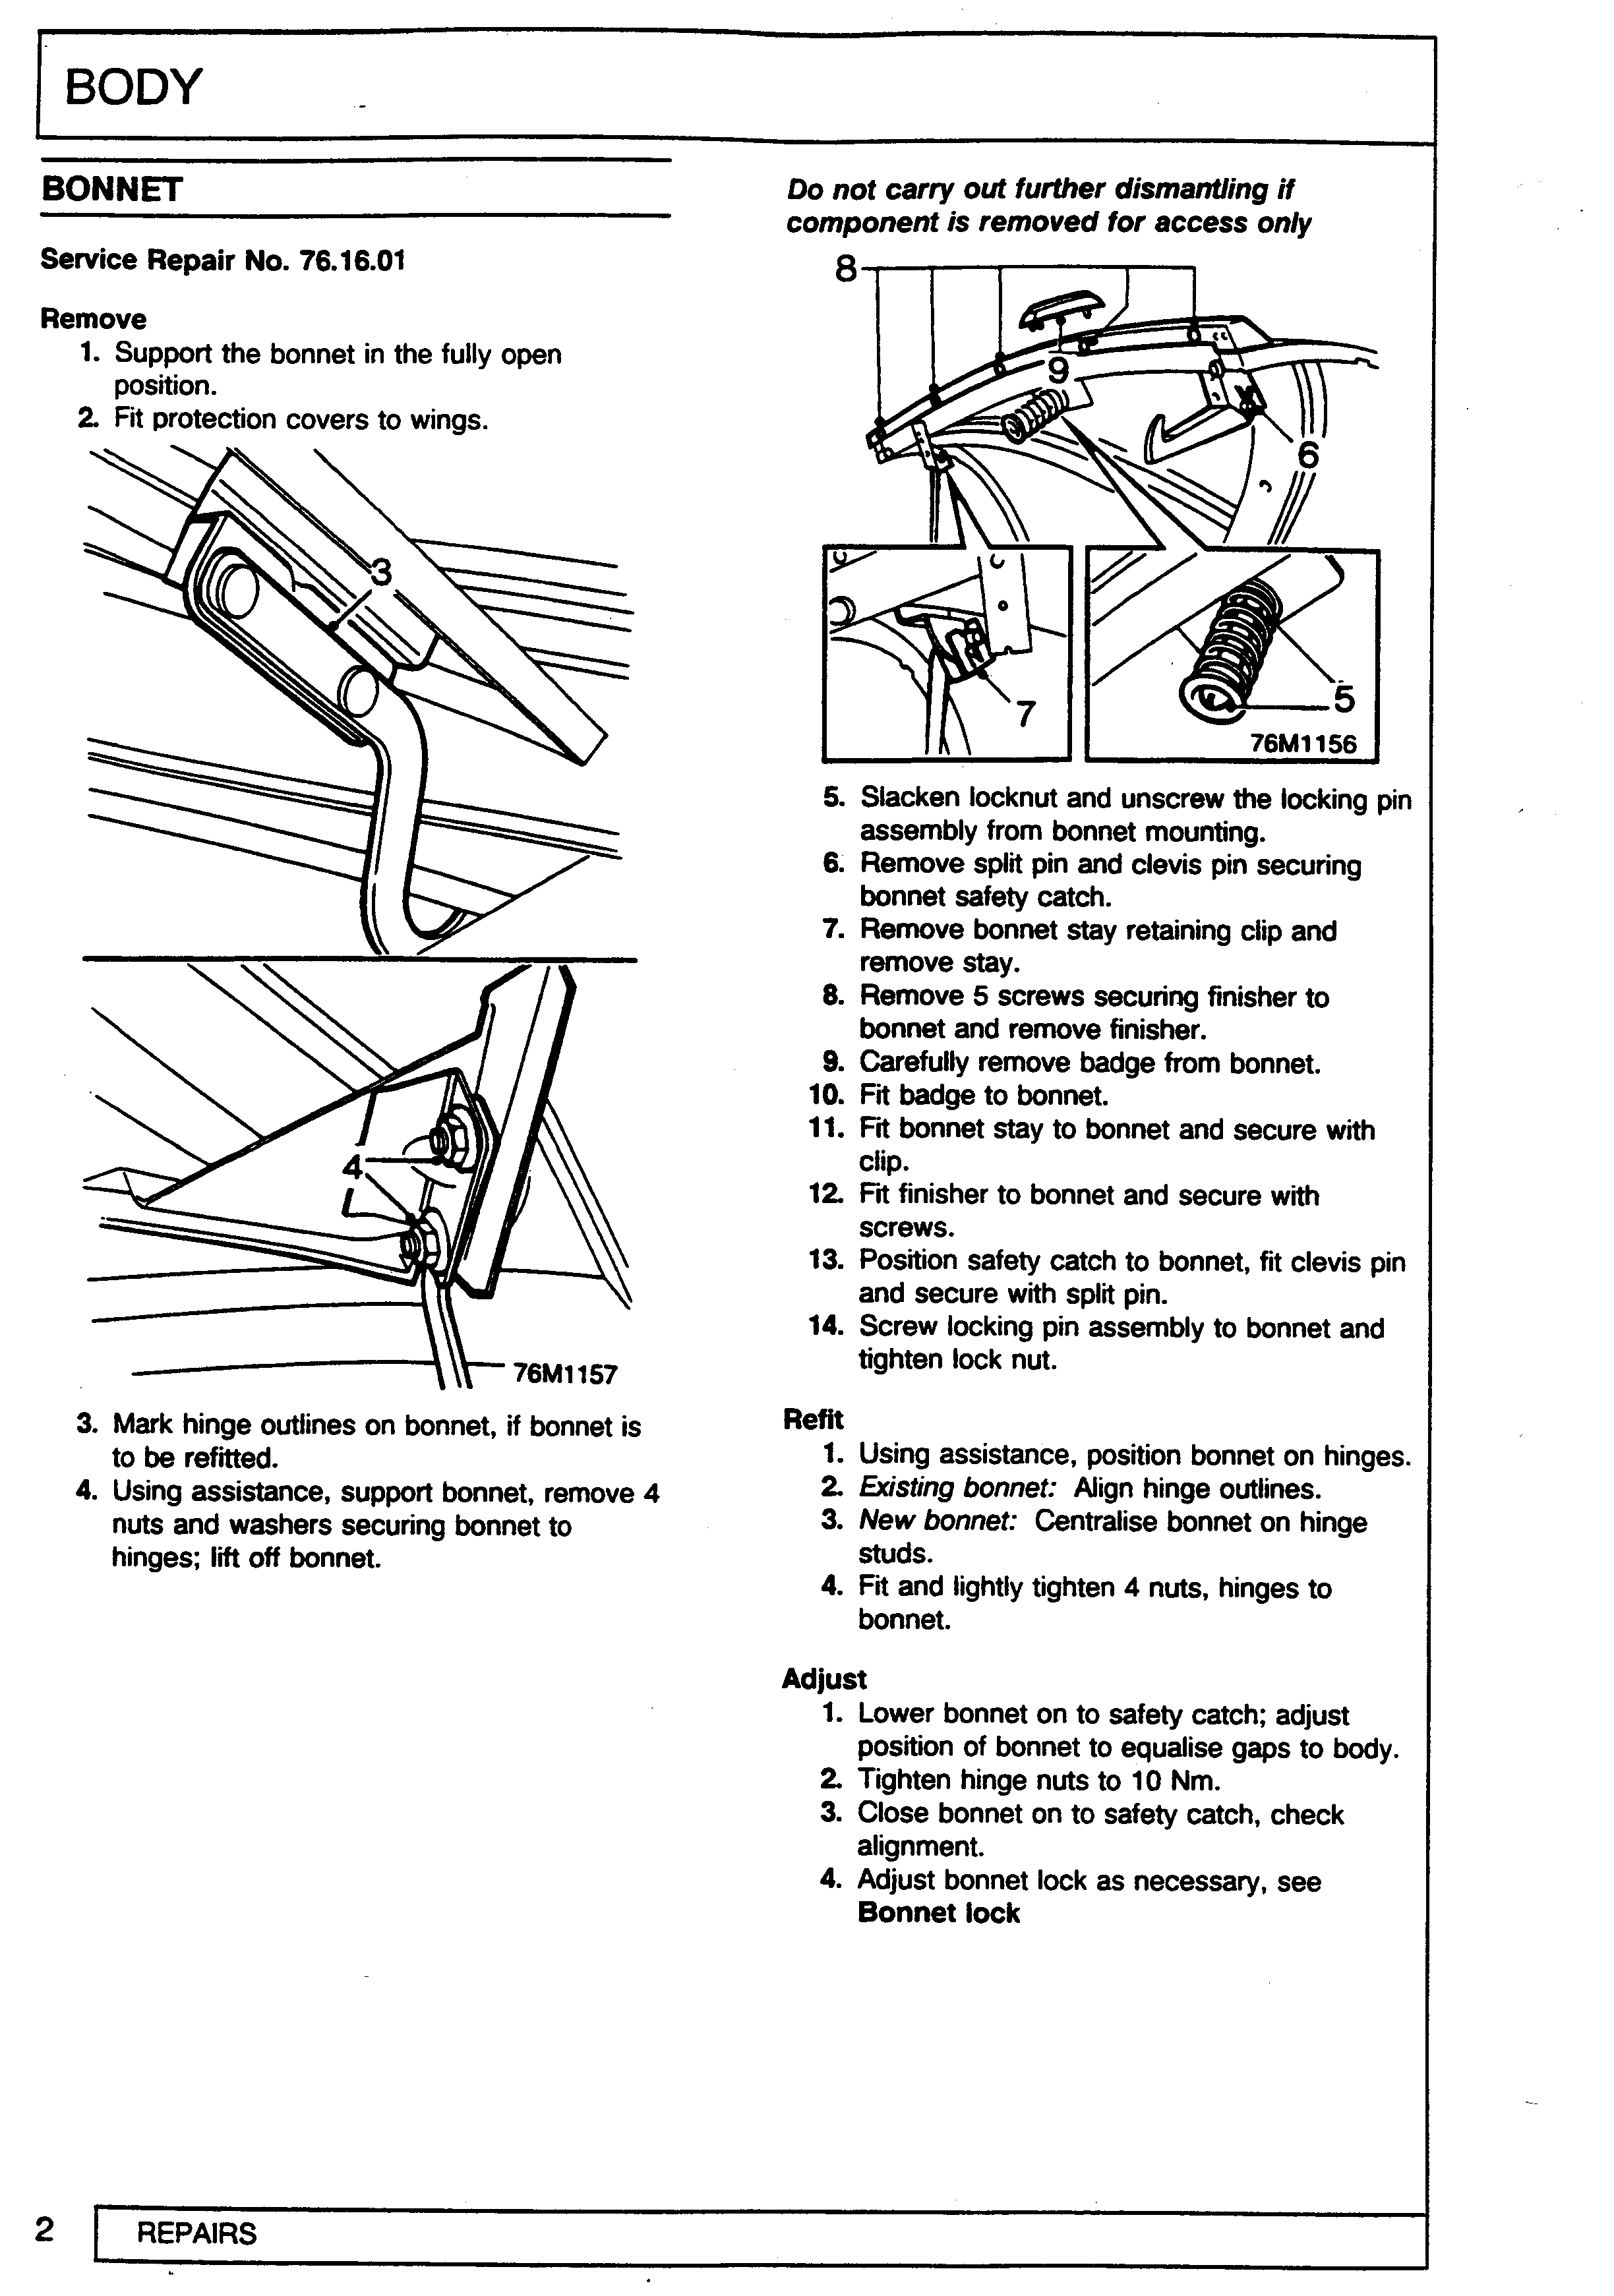 BODY
BONNET
Service Repair No. 76.16.01
Remove
1. Support the bonnet in the fully open
position.
2. Fit protection covers to wings.
3
4
76M1157
3. Mark hinge outlines on bonnet, if bonnet is
to be refitted.
4. Using assistance, support bonnet, remove 4
nuts and washers securing bonnet to
hinges; lift off bonnet.
Do not carry out further dismantling if
component is removed for access only
8
9
6
7
5
76M1156
5. Slacken locknut and unscrew the locking pin
assembly from bonnet mounting.
6. Remove split pin and clevis pin securing
bonnet safety catch.
7. Remove bonnet stay retaining clip and
remove stay.
8. Remove 5 screws securing finisher to
bonnet and remove finisher.
9. Carefully remove badge from bonnet.
10. Fit badge to bonnet.
11. Fit bonnet stay to bonnet and secure with
clip.
12. Fit finisher to bonnet and secure with
screws.
13. Position safety catch to bonnet, fit clevis pin
and secure with split pin.
14. Screw locking pin assembly to bonnet and
tighten lock nut.
Refit
1. Using assistance, position bonnet on hinges.
2. Existing bonnet: Align hinge outlines.
3. New bonnet: Centralise bonnet on hinge
studs.
4. Fit and lightly tighten 4 nuts, hinges to
bonnet.
Adjust
1. Lower bonnet on to safety catch; adjust
position of bonnet to equalise gaps to body.
2. Tighten hinge nuts to 10 Nm.
3. Close bonnet on to safety catch, check
alignment.
4. Adjust bonnet lock as necessary, see
Bonnet lock
2
REPAIRS